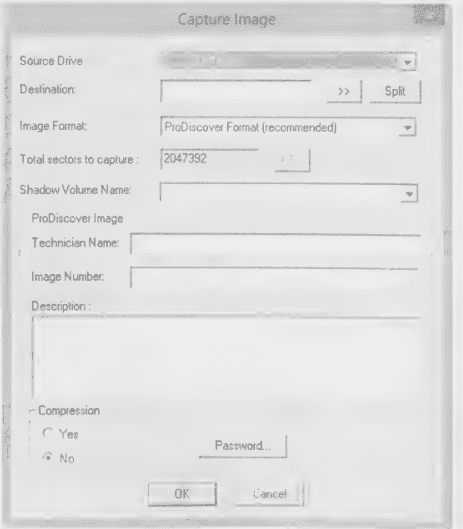 Capture Image
Source Drive
Destination: >> Split
Image Format: ProDiscover Format (recommended)
Total sectors to capture : 2047392
Shadow Volume Name:
ProDiscover Image
Technician Name:
Image Number:
Description :
Compression
Yes
No
Password...
OK Cancel